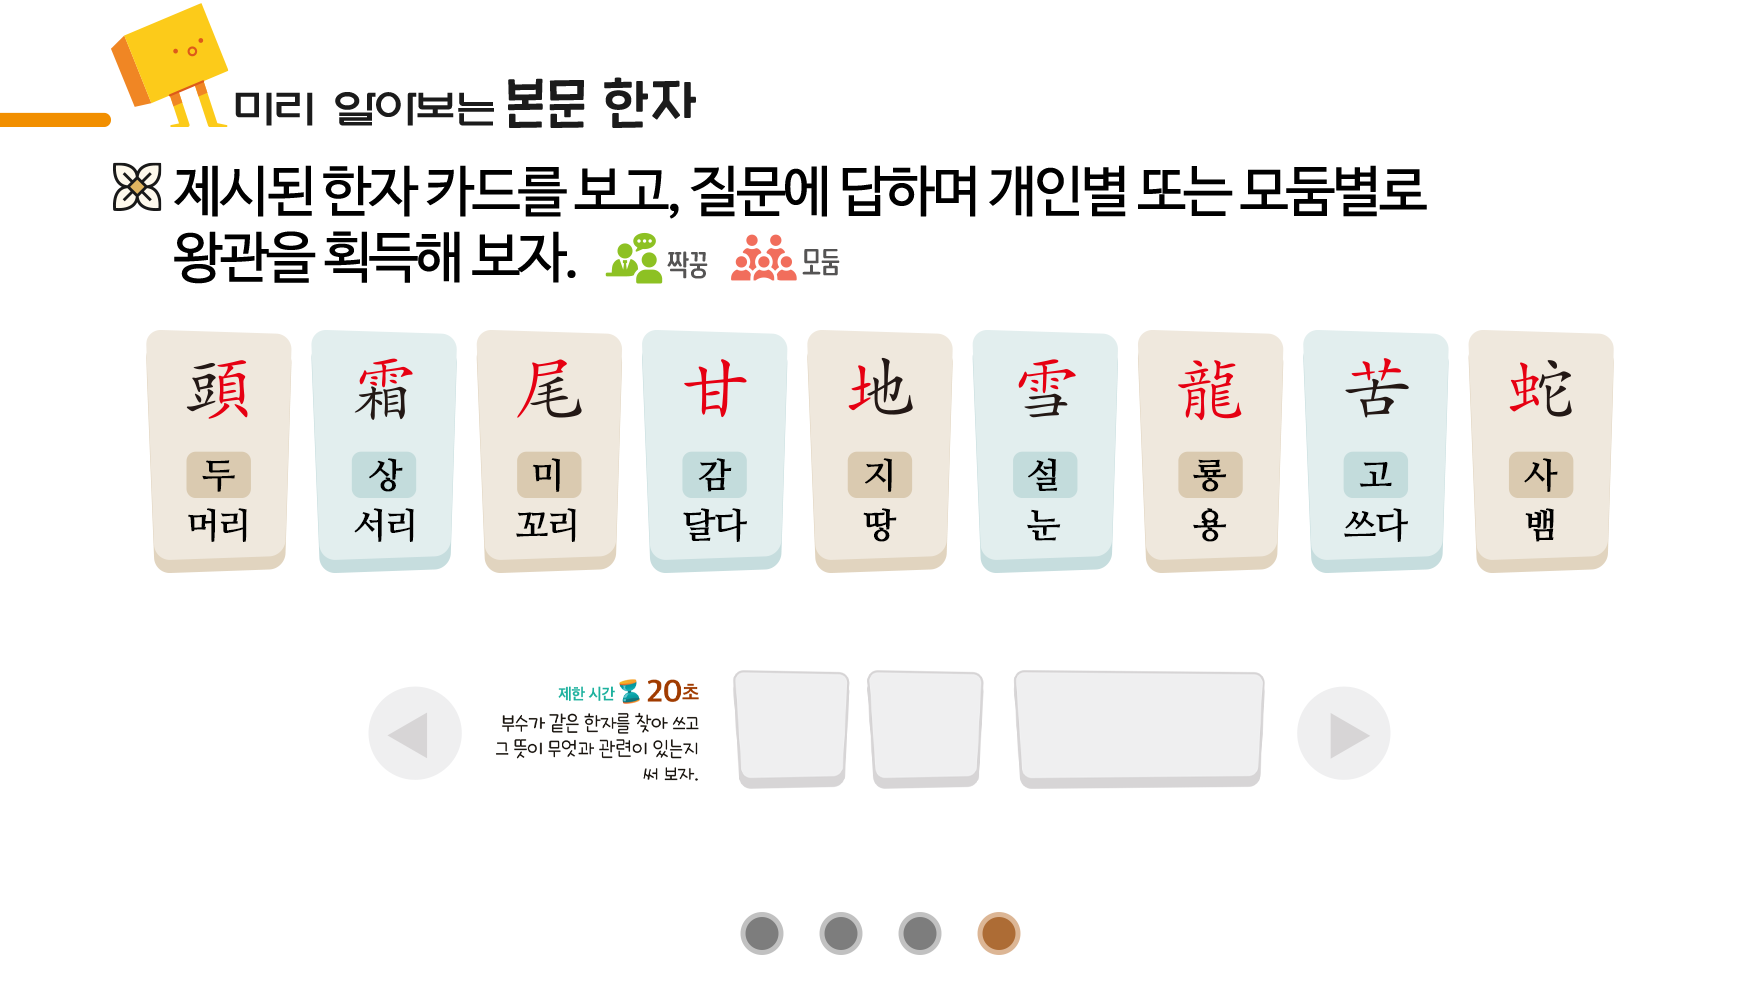 미리 알아보는 본문 한자
제시된 한자 카드를 보고, 질문에 답하며 개인별 또는 모둠별로
왕관을 획득해 보자. 짝꿍 모둠
頭 霜 尾 甘 地 雪 龍 苦 蛇
두 상 미 감 지 설 룡 고 사
머리 서리 꼬리 달다 땅 눈 용 쓰다 뱀
제한 시간 20초
부수가 같은 한자를 찾아 쓰고
그 뜻이 무엇과 관련이 있는지
써 보자.